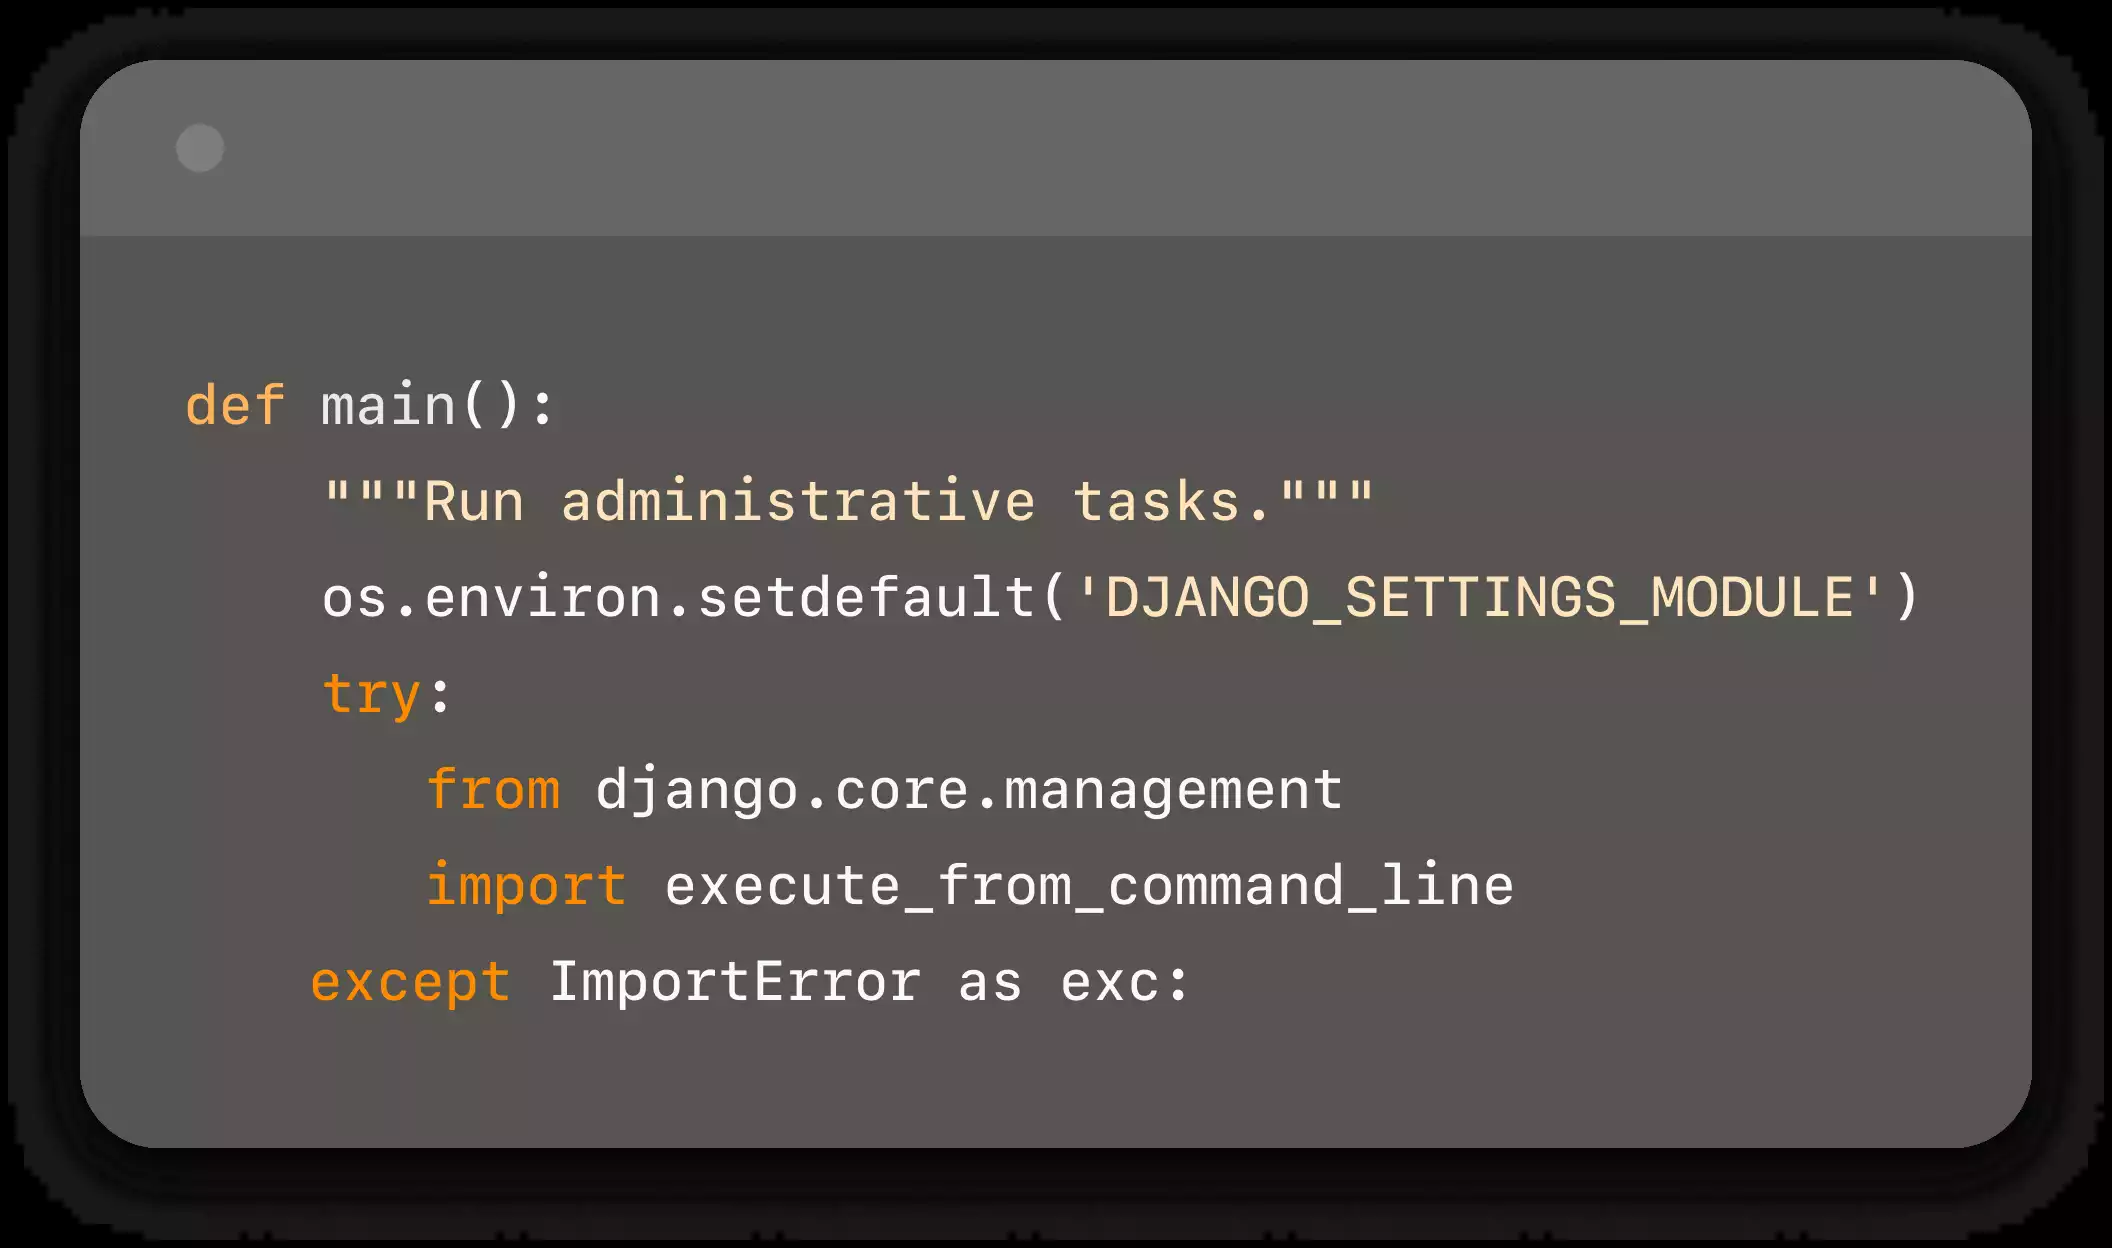 def main():
    """Run administrative tasks."""
    os.environ.setdefault('DJANGO_SETTINGS_MODULE')
    try:
        from django.core.management
        import execute_from_command_line
    except ImportError as exc: